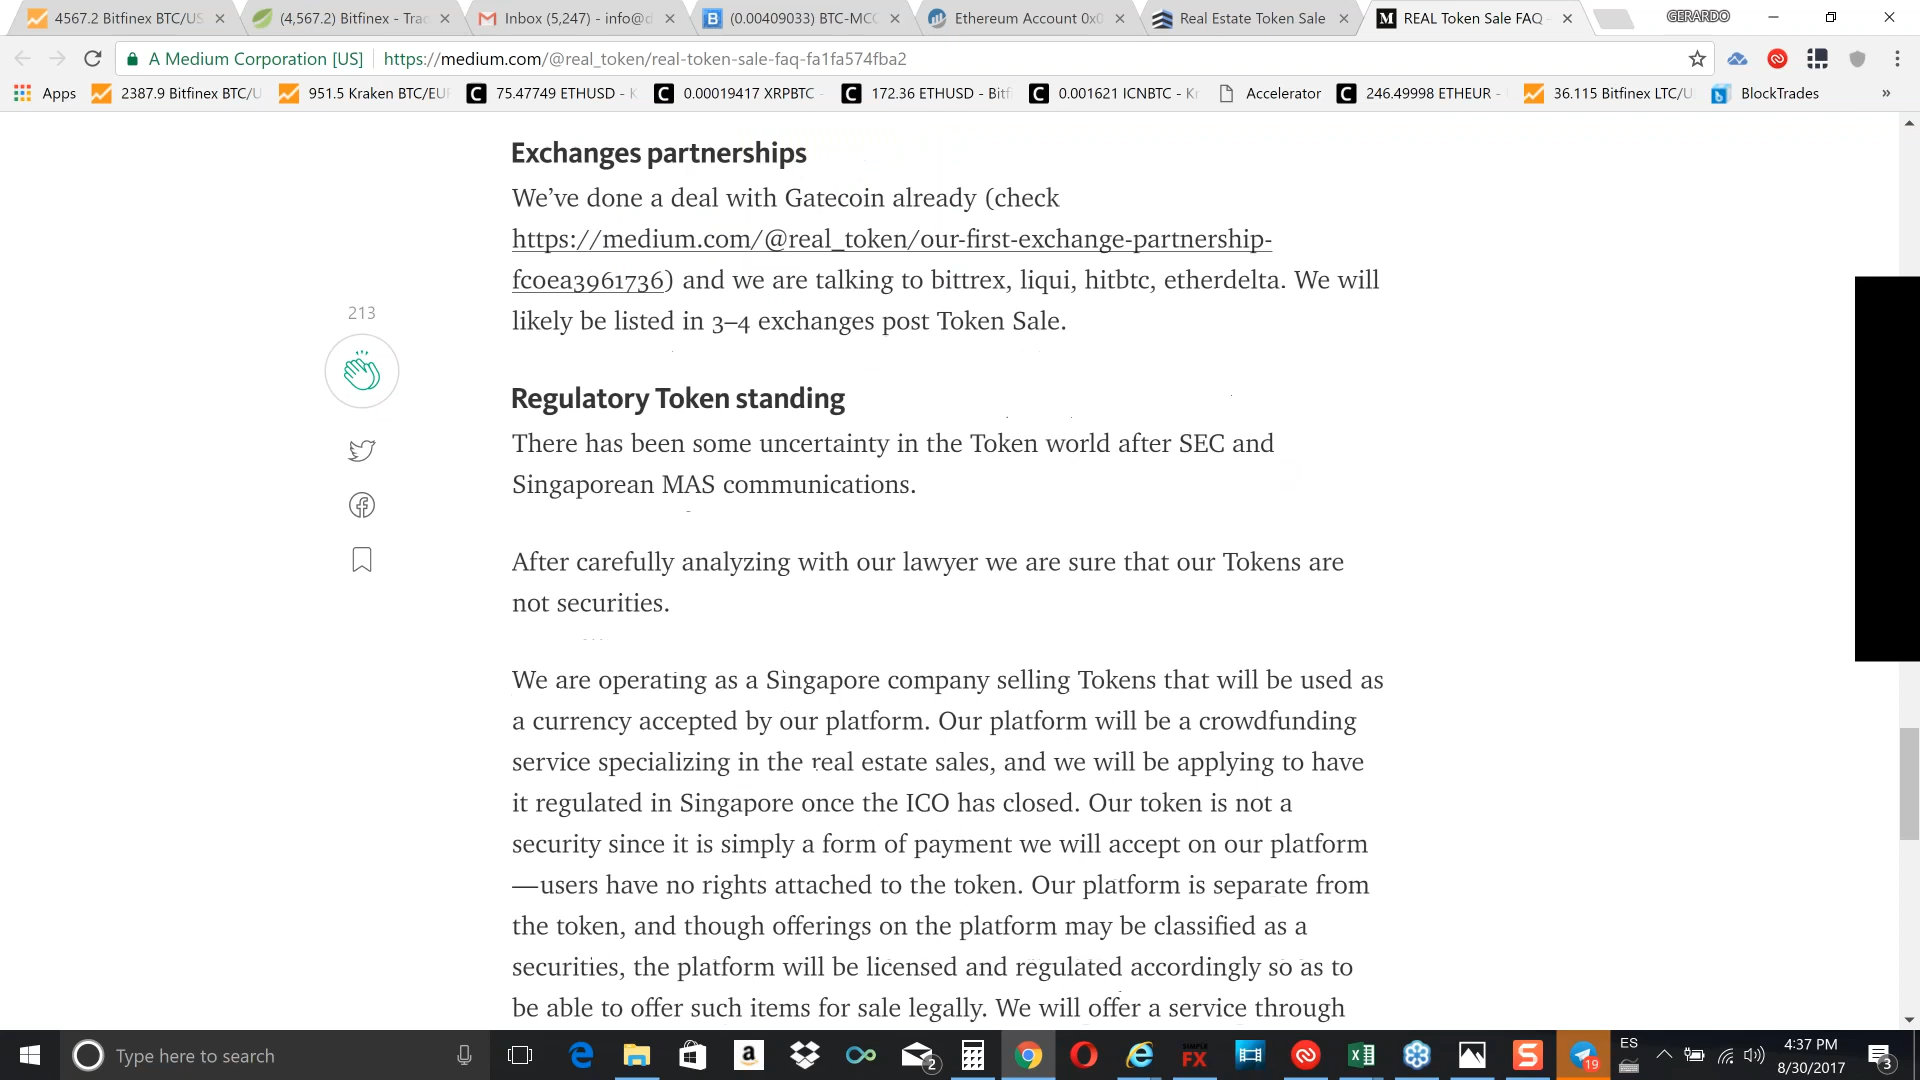 4567.2 Bitfinex BTC/US
(4,567.2) Bitfinex - Trac
Inbox (5,247) - info@d
(0.00409033) BTC-MCO
Ethereum Account 0x0
Real Estate Token Sale
REAL Token Sale FAQ
GERARDO
A Medium Corporation [US]
https://medium.com/@real_token/real-token-sale-faq-fa1fa574fba2
Apps
2387.9 Bitfinex BTC/U
951.5 Kraken BTC/EUF
75.47749 ETHUSD - K
0.00019417 XRPBTC -
172.36 ETHUSD - Bitf
0.001621 ICNBTC - Kr
Accelerator
246.49998 ETHEUR -
36.115 Bitfinex LTC/U
BlockTrades
»
Exchanges partnerships
We’ve done a deal with Gatecoin already (check
https://medium.com/@real_token/our-first-exchange-partnership-
fc0ea3961736) and we are talking to bittrex, liqui, hitbtc, etherdelta. We will
likely be listed in 3–4 exchanges post Token Sale.
213
Regulatory Token standing
There has been some uncertainty in the Token world after SEC and
Singaporean MAS communications.
After carefully analyzing with our lawyer we are sure that our Tokens are
not securities.
We are operating as a Singapore company selling Tokens that will be used as
a currency accepted by our platform. Our platform will be a crowdfunding
service specializing in the real estate sales, and we will be applying to have
it regulated in Singapore once the ICO has closed. Our token is not a
security since it is simply a form of payment we will accept on our platform
—users have no rights attached to the token. Our platform is separate from
the token, and though offerings on the platform may be classified as a
securities, the platform will be licensed and regulated accordingly so as to
be able to offer such items for sale legally. We will offer a service through
Type here to search
2
SIMPLE
FX
19
ES
4:37 PM
8/30/2017
3